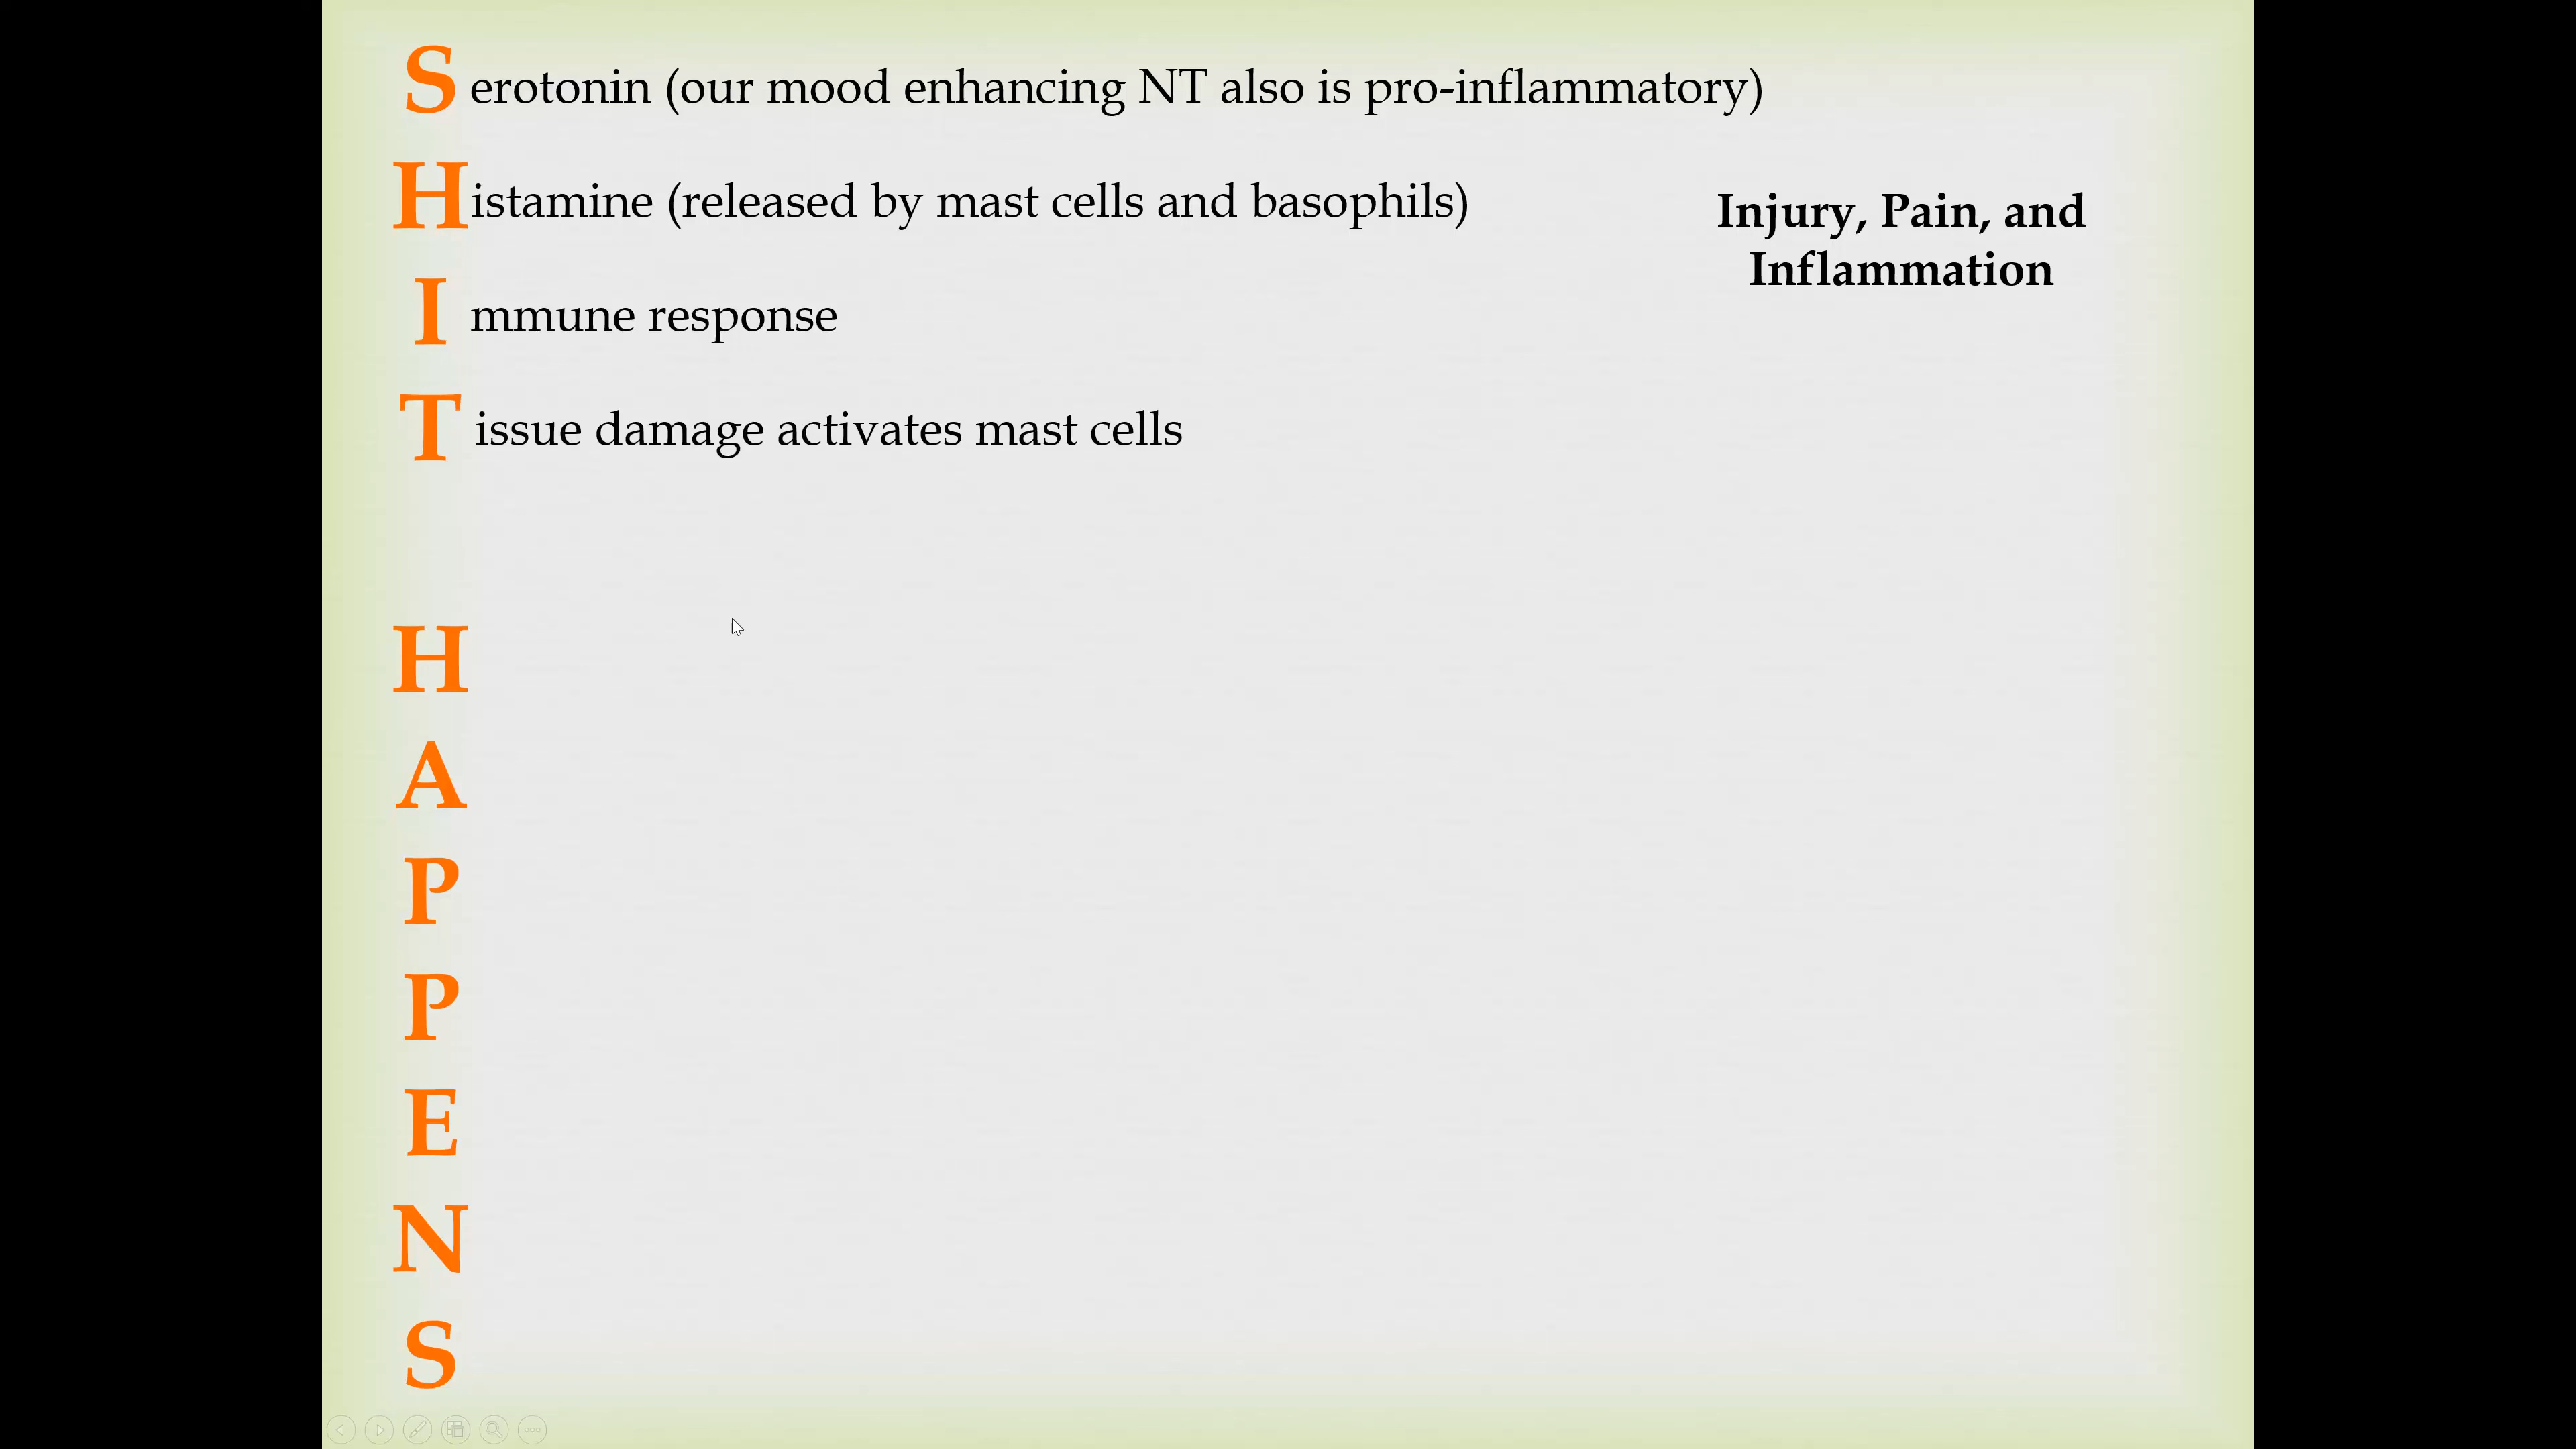 Serotonin (our mood enhancing NT also is pro-inflammatory)
Histamine (released by mast cells and basophils)
Injury, Pain, and
Inflammation
Immune response
Tissue damage activates mast cells
H
A
P
P
E
N
S